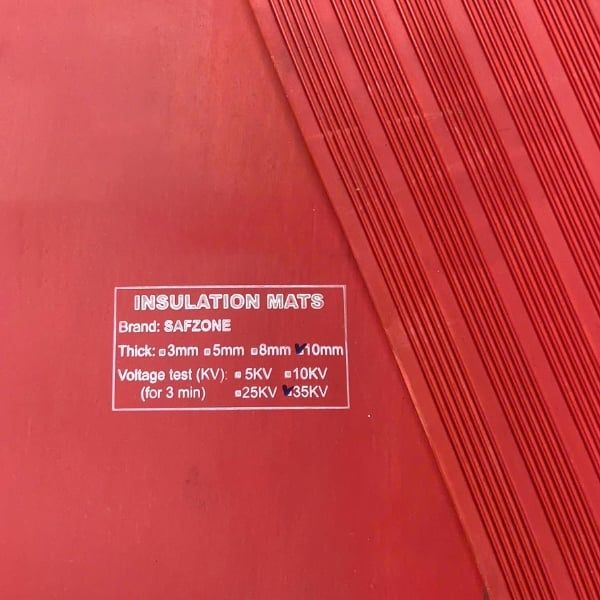 INSULATION MATS
Brand: SAFZONE
Thick: ☐3mm ☐5mm ☐8mm ☑10mm
Voltage test (KV): ☐ 5KV ☐ 10KV
(for 3 min) ☐25KV ☑35KV